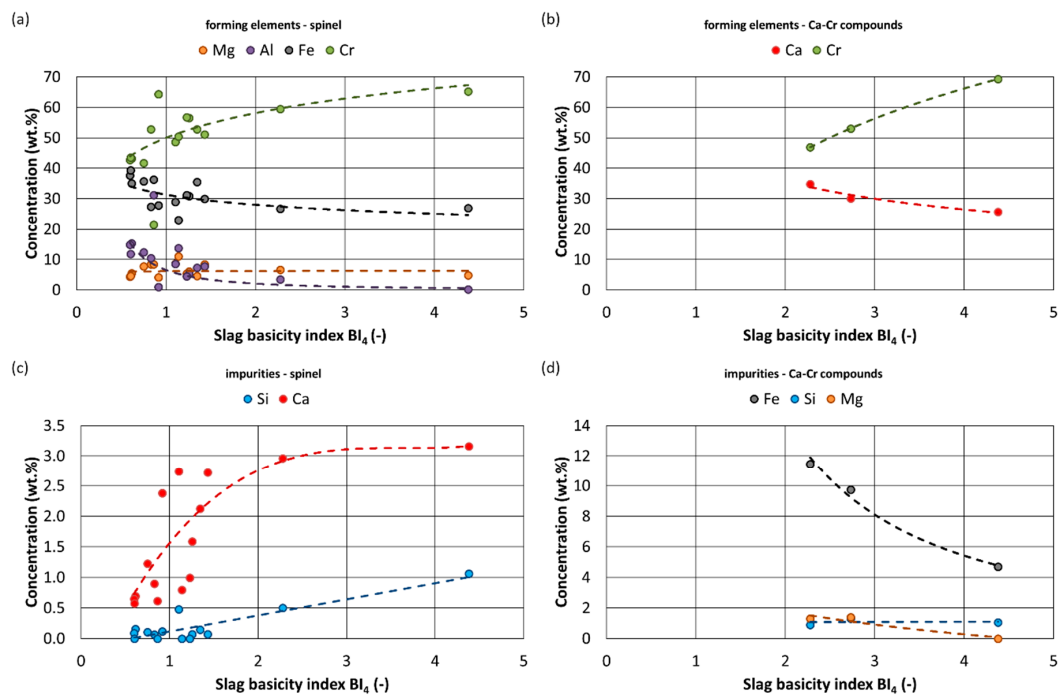 (a)
forming elements - spinel
Mg Al Fe Cr
Concentration (wt.%)
70
60
50
40
30
20
10
0
0 1 2 3 4 5
Slag basicity index BI₄ (-)
(b)
forming elements - Ca-Cr compounds
Ca Cr
Concentration (wt.%)
70
60
50
40
30
20
10
0
0 1 2 3 4 5
Slag basicity index BI₄ (-)
(c)
impurities - spinel
Si Ca
Concentration (wt.%)
3.5
3.0
2.5
2.0
1.5
1.0
0.5
0.0
0 1 2 3 4 5
Slag basicity index BI₄ (-)
(d)
impurities - Ca-Cr compounds
Fe Si Mg
Concentration (wt.%)
14
12
10
8
6
4
2
0
0 1 2 3 4 5
Slag basicity index BI₄ (-)